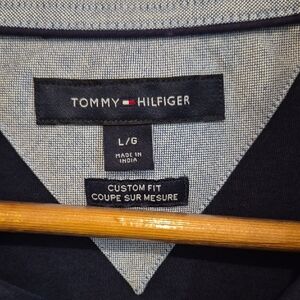 TOMMY HILFIGER
L/G
MADE IN
INDIA
CUSTOM FIT
COUPE SUR MESURE